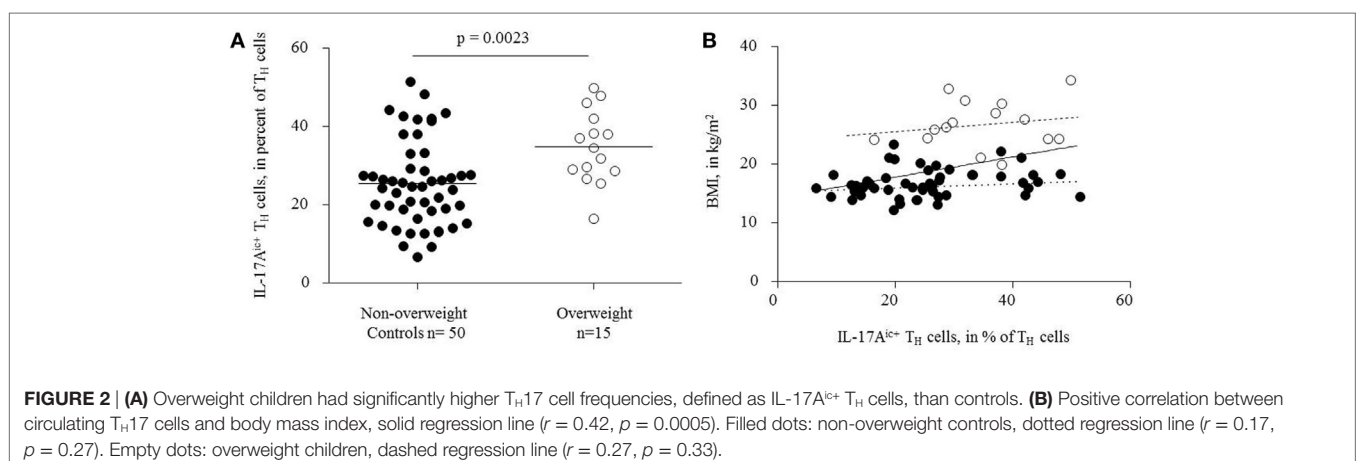 A
p = 0.0023
60
40
20
0
IL-17Aic+ TH cells, in percent of TH cells
Non-overweight
Controls n= 50
Overweight
n=15
B
40
30
20
10
0
BMI, in kg/m2
0
20
40
60
IL-17Aic+ TH cells, in % of TH cells
FIGURE 2 | (A) Overweight children had significantly higher TH17 cell frequencies, defined as IL-17Aic+ TH cells, than controls. (B) Positive correlation between
circulating TH17 cells and body mass index, solid regression line (r = 0.42, p = 0.0005). Filled dots: non-overweight controls, dotted regression line (r = 0.17,
p = 0.27). Empty dots: overweight children, dashed regression line (r = 0.27, p = 0.33).